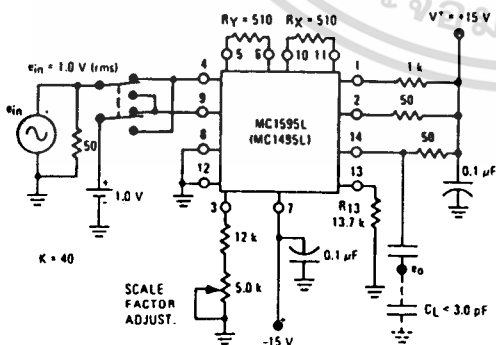 RY = 510
RX = 510
V+ = +15 V
ein = 1.0 V (rms)
4
5
6
10
11
1
1 k
ein
50
9
2
50
8
MC1595L
(MC1495L)
14
50
12
13
0.1 µF
1.0 V
3
7
R13
13.7 k
K = 40
12 k
0.1 µF
eo
SCALE
FACTOR
ADJUST.
5.0 k
CL < 3.0 pF
-15 V